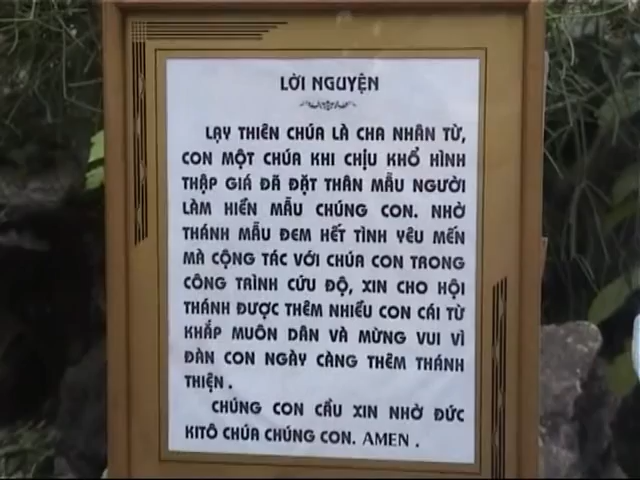 LỜI NGUYỆN
LẠY THIÊN CHÚA LÀ CHA NHÂN TỪ,
CON MỘT CHÚA KHI CHỊU KHỔ HÌNH
THẬP GIÁ ĐÃ ĐẶT THÂN MẪU NGƯỜI
LÀM HIỀN MẪU CHÚNG CON. NHỜ
THÁNH MẪU ĐEM HẾT TÌNH YÊU MẾN
MÀ CỘNG TÁC VỚI CHÚA CON TRONG
CÔNG TRÌNH CỨU ĐỘ, XIN CHO HỘI
THÁNH ĐƯỢC THÊM NHIỀU CON CÁI TỪ
KHẮP MUÔN DÂN VÀ MỪNG VUI VÌ
ĐÀN CON NGÀY CÀNG THÊM THÁNH
THIỆN .
CHÚNG CON CẦU XIN NHỜ ĐỨC
KITÔ CHÚA CHÚNG CON. AMEN .